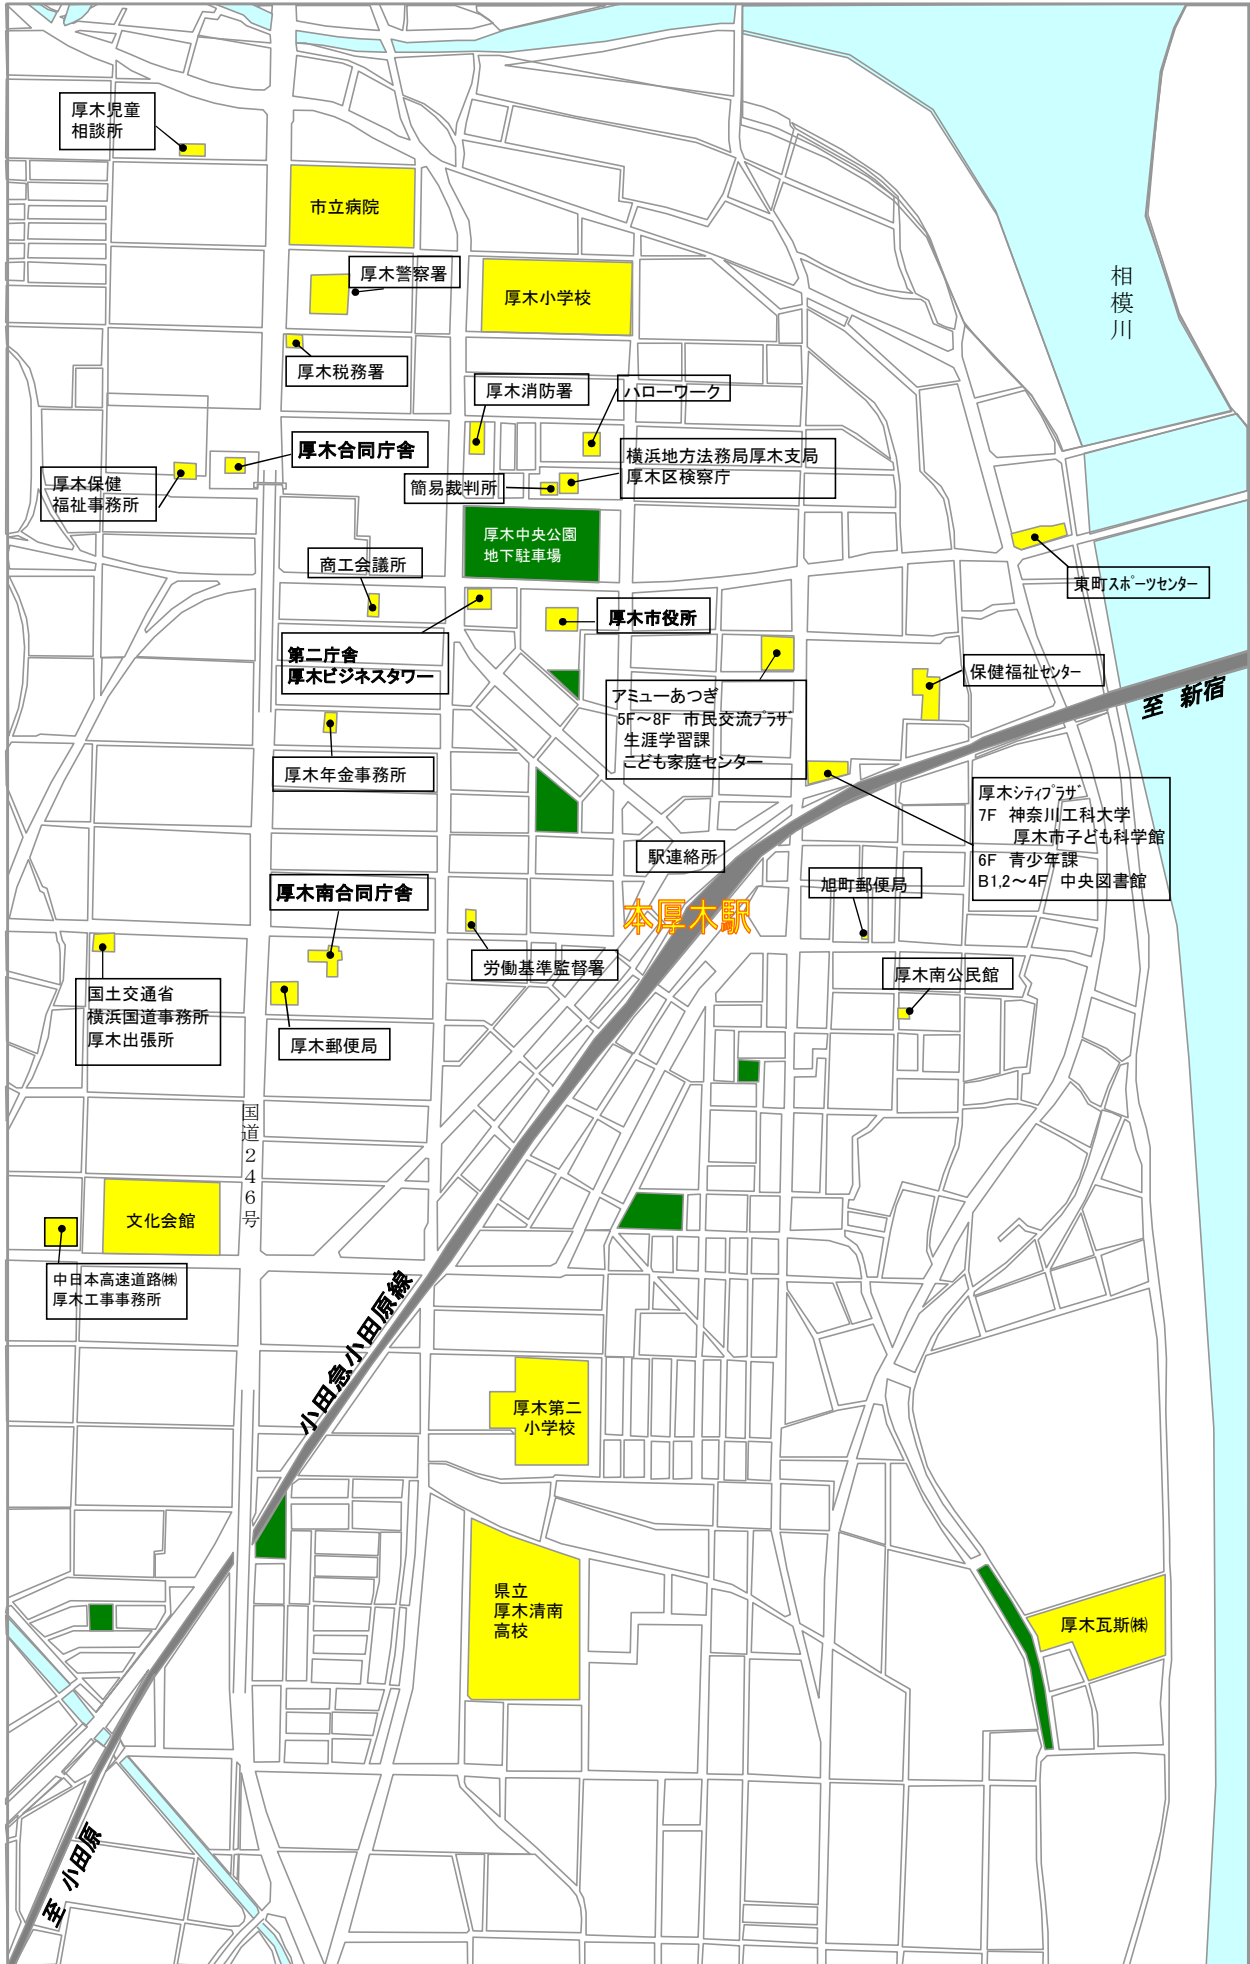 厚木児童
相談所
市立病院
厚木警察署
厚木小学校
相模川
厚木税務署
厚木消防署
ハローワーク
厚木合同庁舎
横浜地方法務局厚木支局
厚木区検察庁
厚木保健
福祉事務所
簡易裁判所
厚木中央公園
地下駐車場
商工会議所
東町ｽﾎﾟｰﾂｾﾝﾀｰ
厚木市役所
第二庁舎
厚木ビジネスタワー
保健福祉ｾﾝﾀｰ
アミューあつぎ
5F～8F 市民交流ﾌﾟﾗｻﾞ
生涯学習課
こども家庭センター
至 新宿
厚木年金事務所
厚木ｼﾃｨﾌﾟﾗｻﾞ
7F 神奈川工科大学
厚木市子ども科学館
6F 青少年課
B1,2～4F 中央図書館
駅連絡所
旭町郵便局
厚木南合同庁舎
本厚木駅
労働基準監督署
厚木南公民館
国土交通省
横浜国道事務所
厚木出張所
厚木郵便局
国道246号
文化会館
中日本高速道路㈱
厚木工事事務所
小田急小田原線
厚木第二
小学校
県立
厚木清南
高校
厚木瓦斯㈱
至 小田原